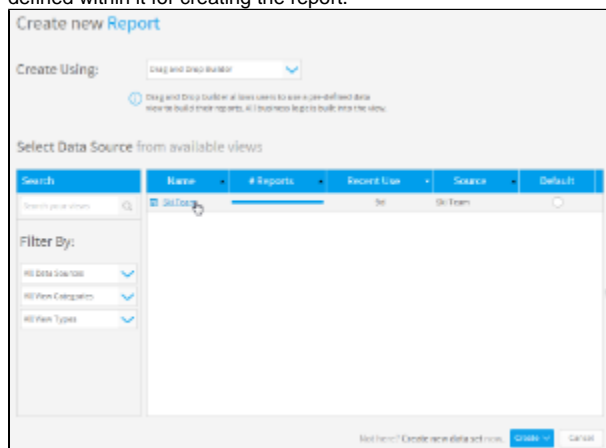 defined within it for creating the report.
Create new Report
Create Using:
Drag and Drop Builder
Drag and Drop builder allows users to use a pre-defined data
view to build their reports. All business logic is built into the view.
Select Data Source from available views
Search
Name
# Reports
Recent Use
Source
Default
Search your views
Ski Team
Ski Team
Filter By:
All Data Sources
All View Categories
All View Types
Not here? Create new data set now.
Create
Cancel